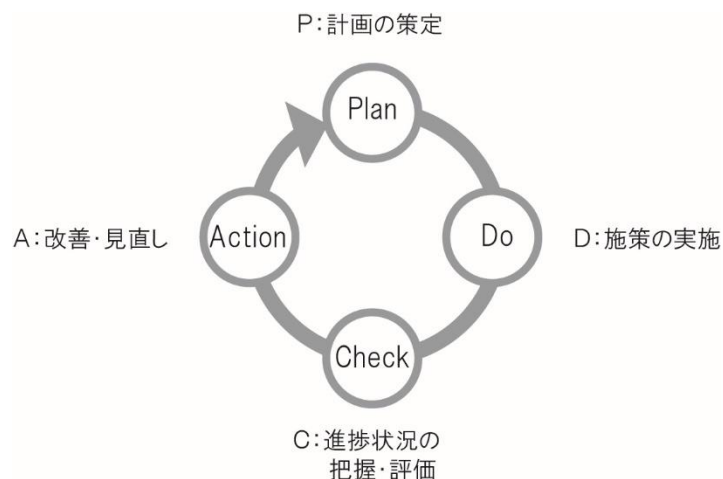 P:計画の策定
Plan
A:改善・見直し
Action
Do
D:施策の実施
Check
C:進捗状況の
把握・評価